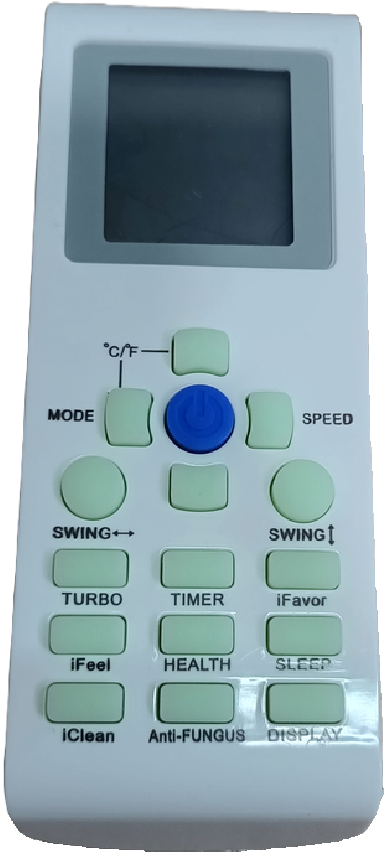 °C/°F
MODE SPEED
SWING↔ SWING↕
TURBO TIMER iFavor
iFeel HEALTH SLEEP
iClean Anti-FUNGUS DISPLAY